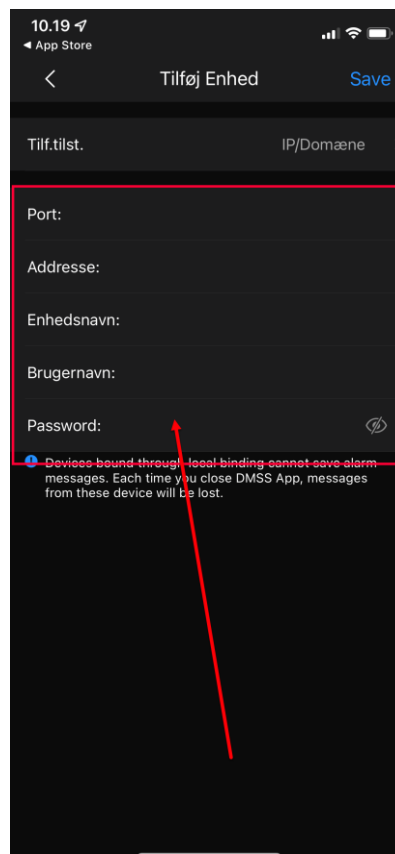 10.19
◀ App Store
Tilføj Enhed
Save
Tilf.tilst.
IP/Domæne
Port:
Addresse:
Enhedsnavn:
Brugernavn:
Password:
Devices bound through local binding cannot save alarm
messages. Each time you close DMSS App, messages
from these device will be lost.